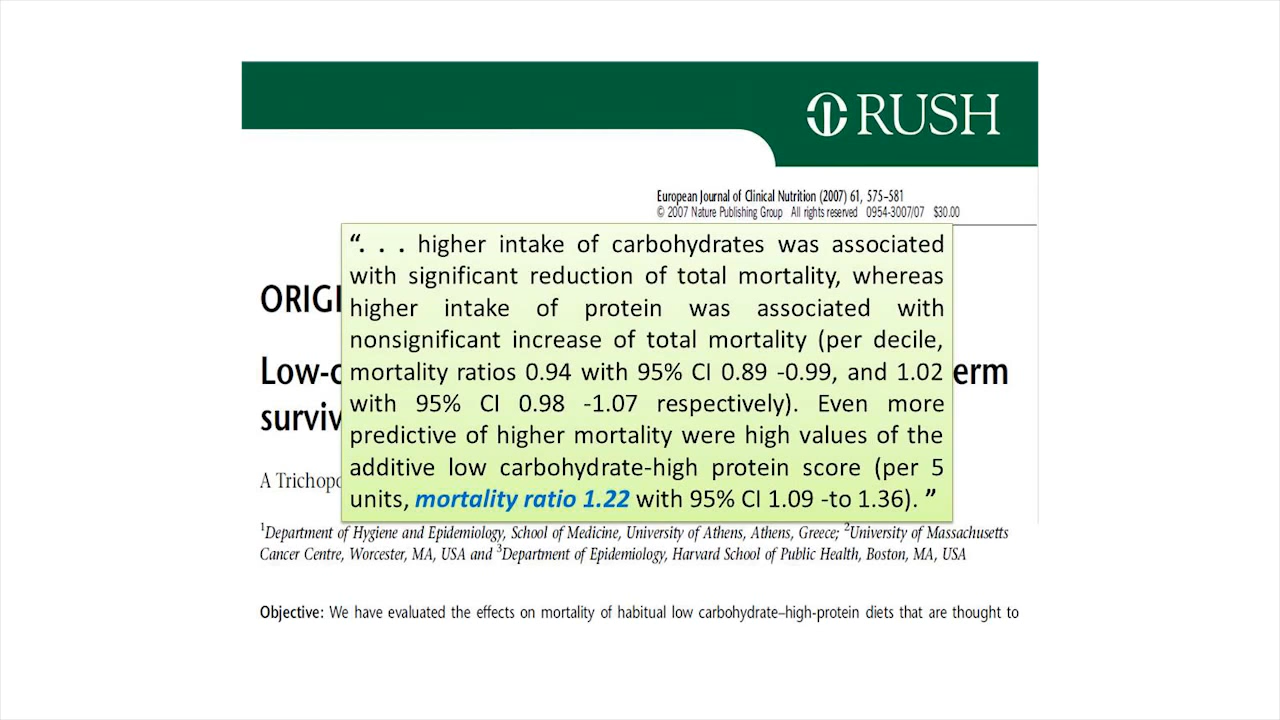 RUSH
European Journal of Clinical Nutrition (2007) 61, 575–581
© 2007 Nature Publishing Group All rights reserved 0954-3007/07 $30.00
“. . . higher intake of carbohydrates was associated
with significant reduction of total mortality, whereas
higher intake of protein was associated with
nonsignificant increase of total mortality (per decile,
mortality ratios 0.94 with 95% CI 0.89 -0.99, and 1.02
with 95% CI 0.98 -1.07 respectively). Even more
predictive of higher mortality were high values of the
additive low carbohydrate-high protein score (per 5
units, mortality ratio 1.22 with 95% CI 1.09 -to 1.36). ”
ORIGI
Low-c erm
surviv
A Trichopo
1Department of Hygiene and Epidemiology, School of Medicine, University of Athens, Athens, Greece; 2University of Massachusetts
Cancer Centre, Worcester, MA, USA and 3Department of Epidemiology, Harvard School of Public Health, Boston, MA, USA
Objective: We have evaluated the effects on mortality of habitual low carbohydrate–high-protein diets that are thought to